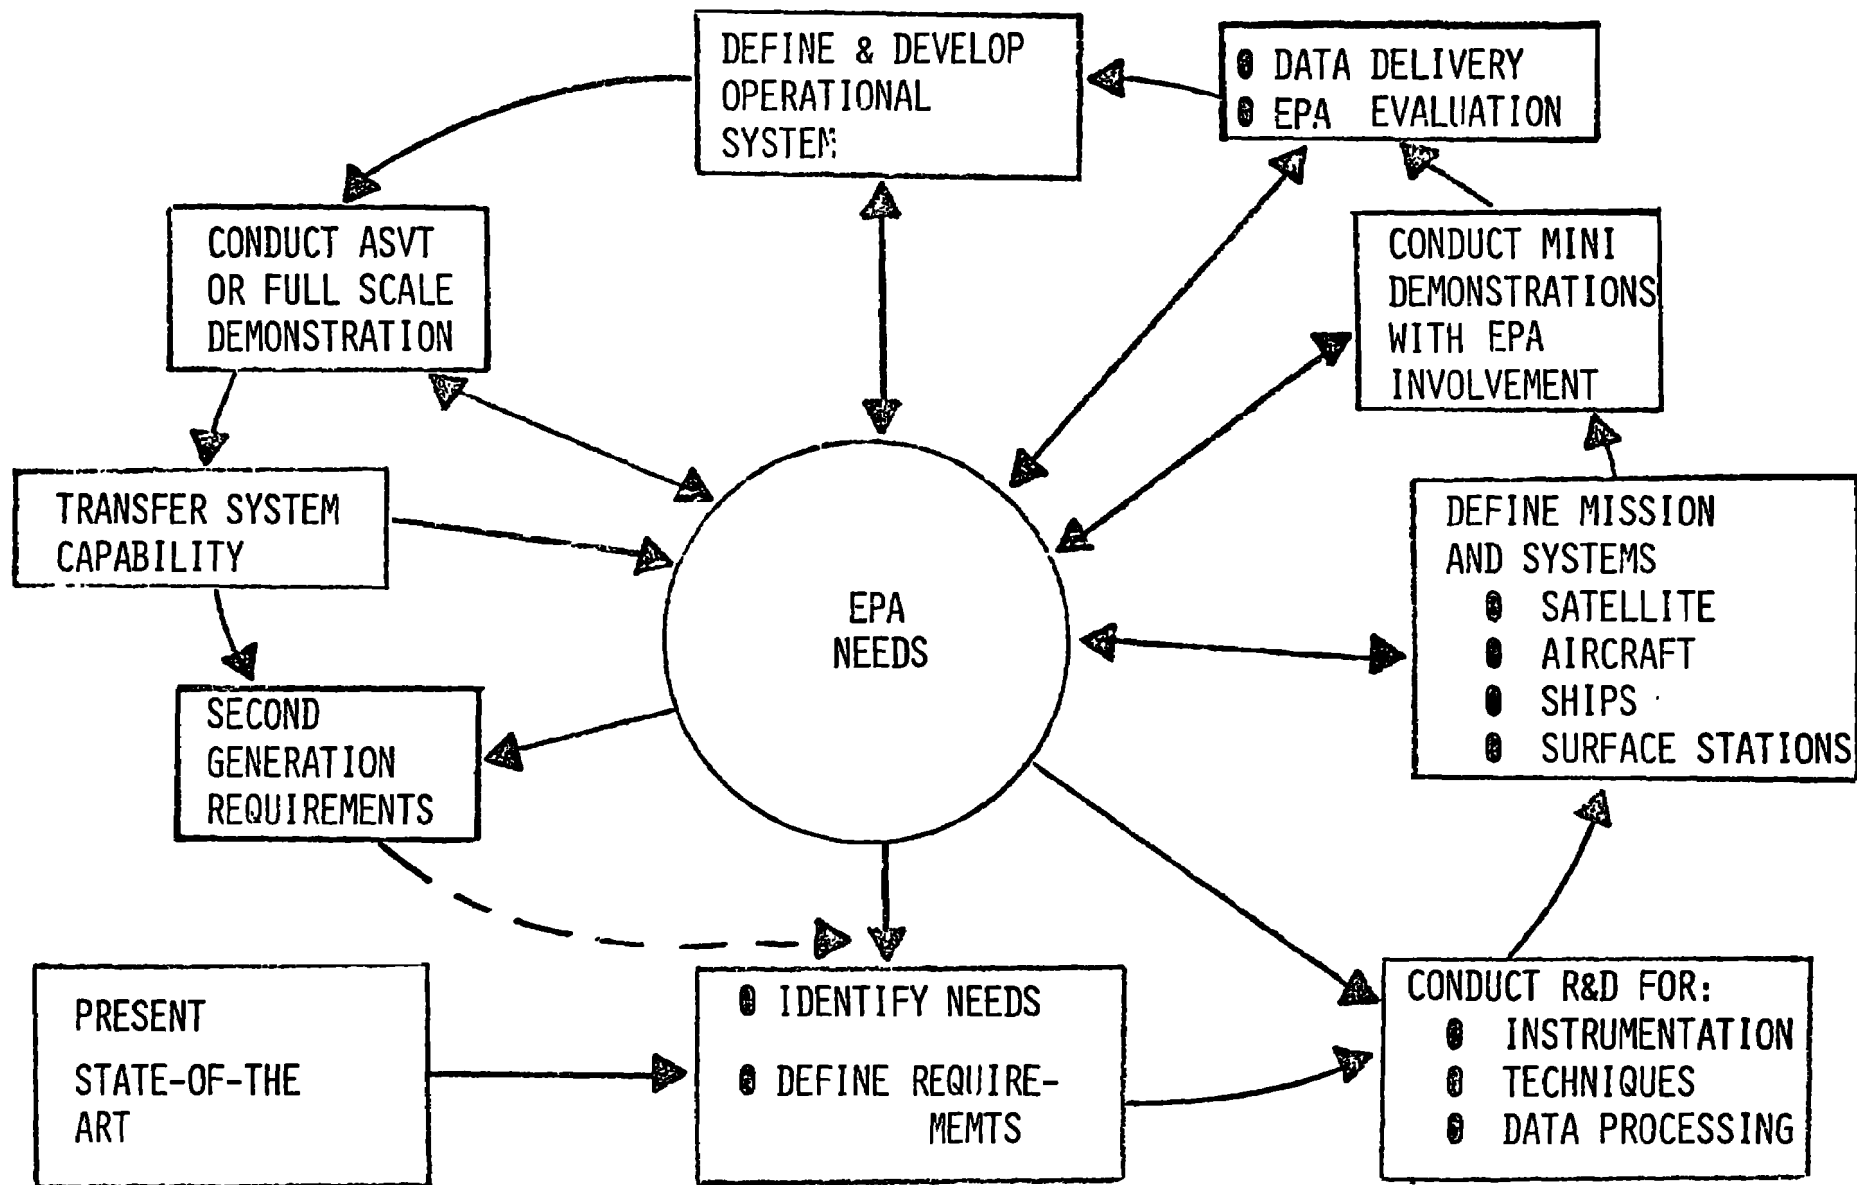 DEFINE & DEVELOP
OPERATIONAL
SYSTEM
DATA DELIVERY
EPA EVALUATION
CONDUCT ASVT
OR FULL SCALE
DEMONSTRATION
CONDUCT MINI
DEMONSTRATIONS
WITH EPA
INVOLVEMENT
TRANSFER SYSTEM
CAPABILITY
DEFINE MISSION
AND SYSTEMS
SATELLITE
AIRCRAFT
SHIPS
SURFACE STATIONS
EPA
NEEDS
SECOND
GENERATION
REQUIREMENTS
PRESENT
STATE-OF-THE
ART
IDENTIFY NEEDS
DEFINE REQUIRE-
MEMTS
CONDUCT R&D FOR:
INSTRUMENTATION
TECHNIQUES
DATA PROCESSING